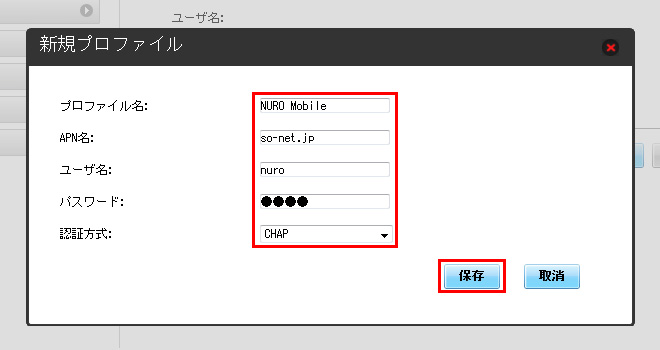 ユーザ名:
新規プロファイル
プロファイル名: NURO Mobile
APN名: so-net.jp
ユーザ名: nuro
パスワード: ●●●●
認証方式: CHAP
保存 取消